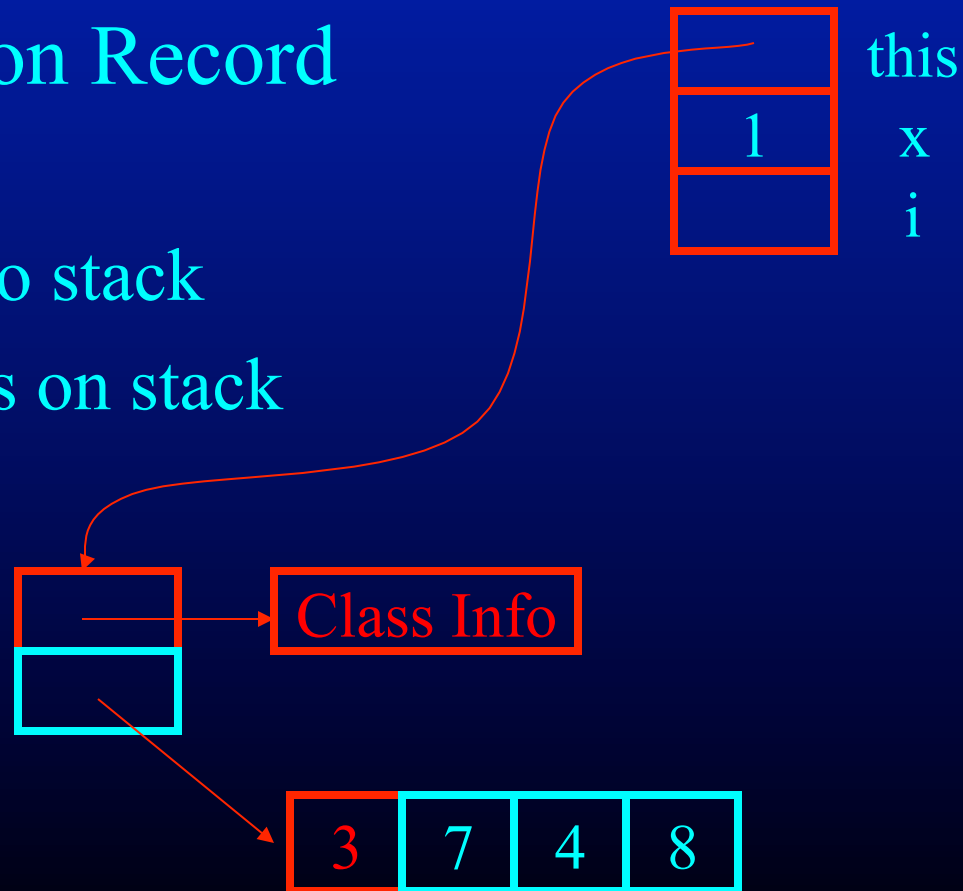 on Record
this
1 x
i
o stack
s on stack
Class Info
3 7 4 8